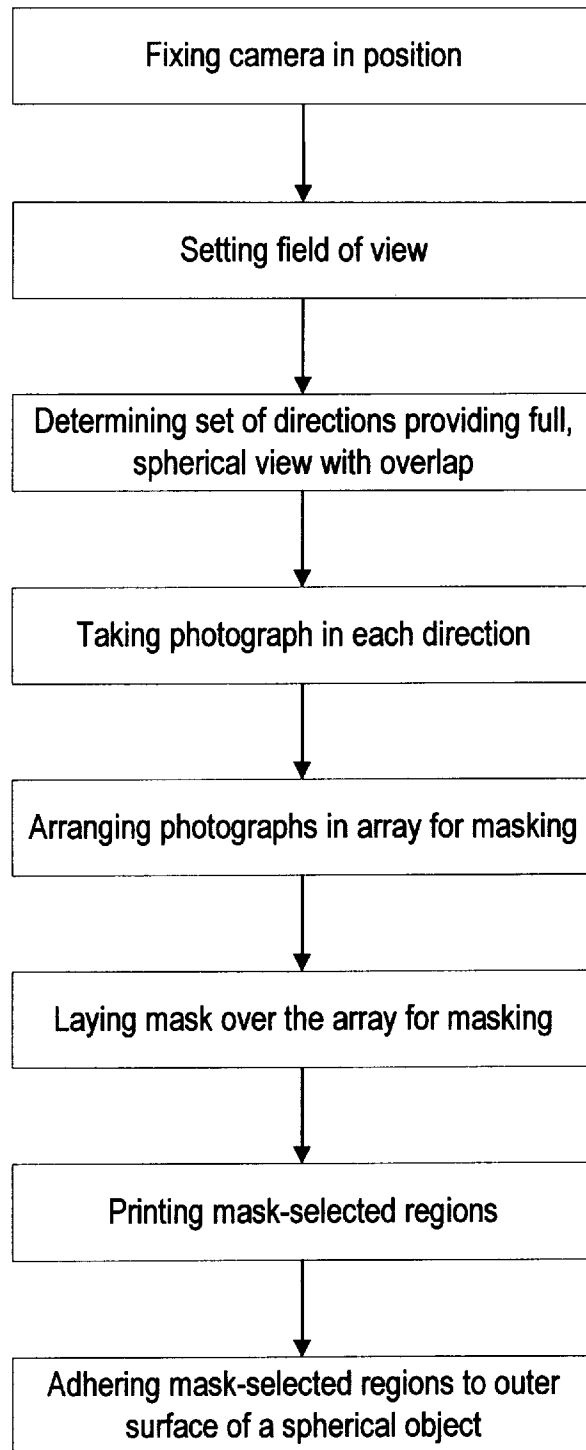 Fixing camera in position
Setting field of view
Determining set of directions providing full,
spherical view with overlap
Taking photograph in each direction
Arranging photographs in array for masking
Laying mask over the array for masking
Printing mask-selected regions
Adhering mask-selected regions to outer
surface of a spherical object